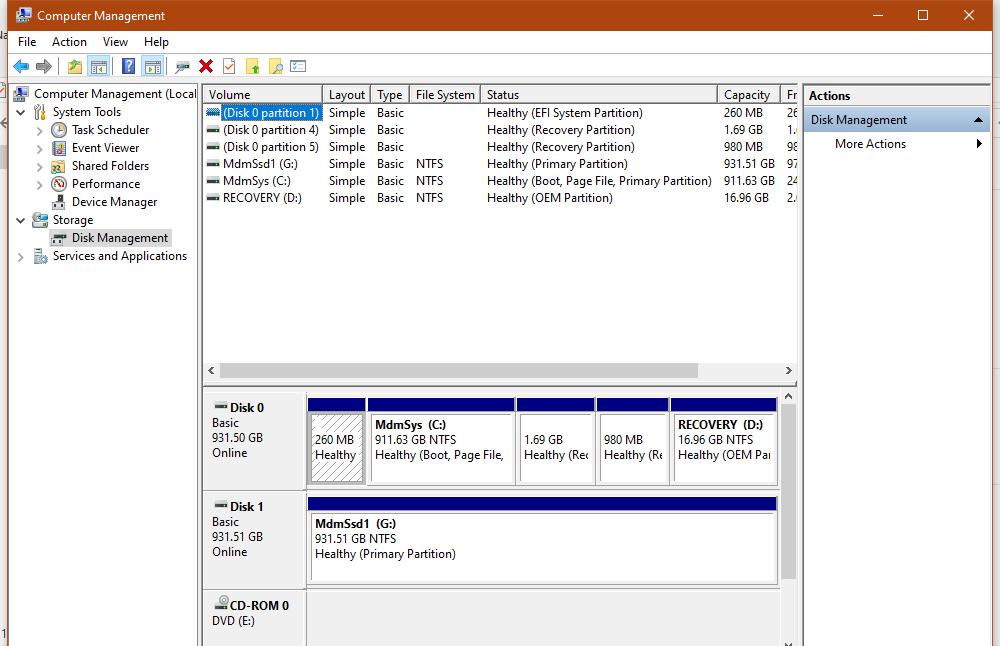 Computer Management
File Action View Help
Computer Management (Local
System Tools
Task Scheduler
Event Viewer
Shared Folders
Performance
Device Manager
Storage
Disk Management
Services and Applications
Volume Layout Type File System Status Capacity Fr
(Disk 0 partition 1) Simple Basic Healthy (EFI System Partition) 260 MB 26
(Disk 0 partition 4) Simple Basic Healthy (Recovery Partition) 1.69 GB 1.
(Disk 0 partition 5) Simple Basic Healthy (Recovery Partition) 980 MB 98
MdmSsd1 (G:) Simple Basic NTFS Healthy (Primary Partition) 931.51 GB 97
MdmSys (C:) Simple Basic NTFS Healthy (Boot, Page File, Primary Partition) 911.63 GB 24
RECOVERY (D:) Simple Basic NTFS Healthy (OEM Partition) 16.96 GB 2.
Disk 0
Basic
931.50 GB
Online
260 MB
Healthy
MdmSys (C:)
911.63 GB NTFS
Healthy (Boot, Page File,
1.69 GB
Healthy (Rec
980 MB
Healthy (Re
RECOVERY (D:)
16.96 GB NTFS
Healthy (OEM Par
Disk 1
Basic
931.51 GB
Online
MdmSsd1 (G:)
931.51 GB NTFS
Healthy (Primary Partition)
CD-ROM 0
DVD (E:)
Actions
Disk Management
More Actions